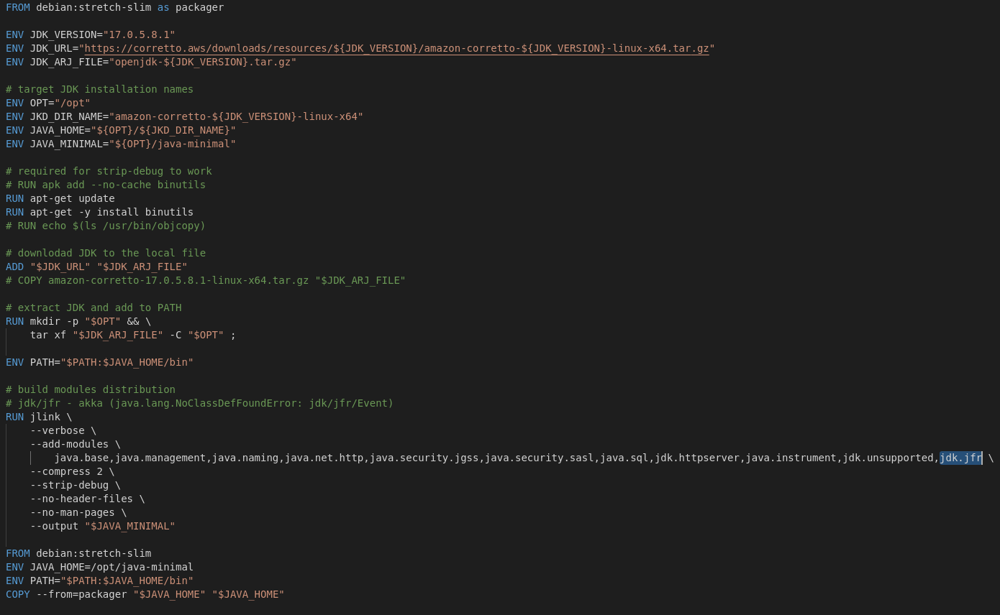 FROM debian:stretch-slim as packager
ENV JDK_VERSION="17.0.5.8.1"
ENV JDK_URL="https://corretto.aws/downloads/resources/${JDK_VERSION}/amazon-corretto-${JDK_VERSION}-linux-x64.tar.gz"
ENV JDK_ARJ_FILE="openjdk-${JDK_VERSION}.tar.gz"
# target JDK installation names
ENV OPT="/opt"
ENV JKD_DIR_NAME="amazon-corretto-${JDK_VERSION}-linux-x64"
ENV JAVA_HOME="${OPT}/${JKD_DIR_NAME}"
ENV JAVA_MINIMAL="${OPT}/java-minimal"
# required for strip-debug to work
# RUN apk add --no-cache binutils
RUN apt-get update
RUN apt-get -y install binutils
# RUN echo $(ls /usr/bin/objcopy)
# downlodad JDK to the local file
ADD "$JDK_URL" "$JDK_ARJ_FILE"
# COPY amazon-corretto-17.0.5.8.1-linux-x64.tar.gz "$JDK_ARJ_FILE"
# extract JDK and add to PATH
RUN mkdir -p "$OPT" && \
    tar xf "$JDK_ARJ_FILE" -C "$OPT" ;
ENV PATH="$PATH:$JAVA_HOME/bin"
# build modules distribution
# jdk/jfr - akka (java.lang.NoClassDefFoundError: jdk/jfr/Event)
RUN jlink \
    --verbose \
    --add-modules \
        java.base,java.management,java.naming,java.net.http,java.security.jgss,java.security.sasl,java.sql,jdk.httpserver,java.instrument,jdk.unsupported,jdk.jfr \
    --compress 2 \
    --strip-debug \
    --no-header-files \
    --no-man-pages \
    --output "$JAVA_MINIMAL"
FROM debian:stretch-slim
ENV JAVA_HOME=/opt/java-minimal
ENV PATH="$PATH:$JAVA_HOME/bin"
COPY --from=packager "$JAVA_HOME" "$JAVA_HOME"